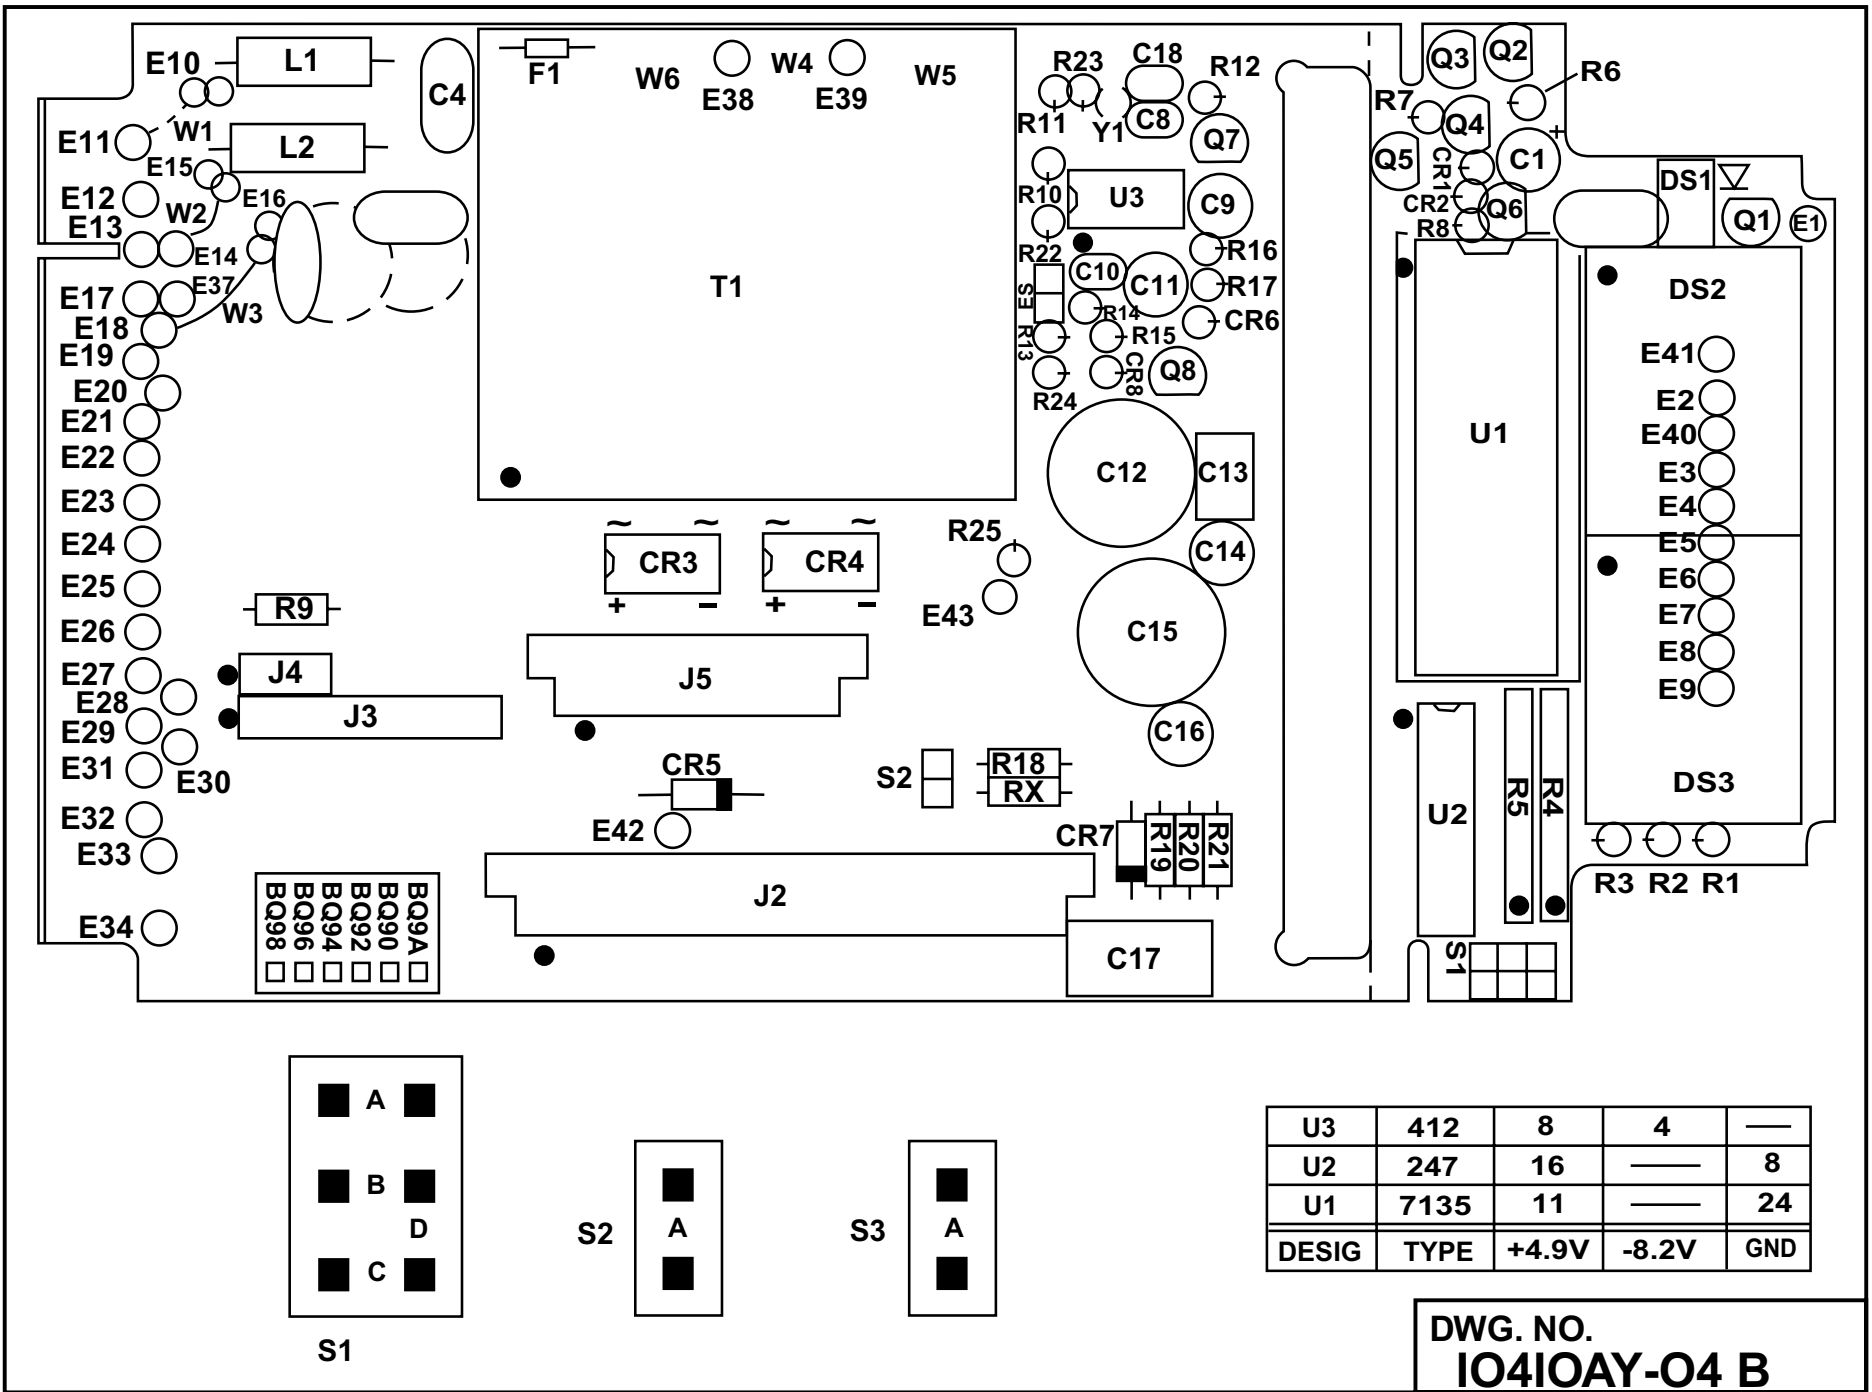 E10
L1
F1
W6
W4
W5
R23
C18
R12
Q3
Q2
R6
C4
E38
E39
R11
Y1
C8
R7
Q4
E11
W1
L2
Q7
Q5
CR1
C1
+
E15
R10
U3
C9
CR2
Q6
DS1
E12
E16
R8
Q1
E1
E13
W2
E14
R22
C10
R16
E17
E37
T1
S3
C11
R17
DS2
E18
W3
R14
CR6
E19
R13
R15
E41
E20
CR8
Q8
E21
R24
E2
U1
E40
E22
C12
C13
E3
E23
E4
~ ~ ~ ~
R25
E24
C14
E5
CR3
CR4
E25
E6
+ − + −
R9
E43
E7
E26
C15
E8
E27
J4
J5
E9
E28
J3
E29
C16
E31
E30
CR5
S2
R18
RX
DS3
E32
E42
CR7
R19
R20
R21
U2
R5
R4
E33
R3 R2 R1
BQ98
BQ96
BQ94
BQ92
BQ90
BQ9A
J2
E34
C17
S1
A
B
D
C
S1
S2
A
S3
A
U3 412 8 4 —
U2 247 16 — 8
U1 7135 11 — 24
DESIG TYPE +4.9V -8.2V GND
DWG. NO.
IO4IOAY-O4 B